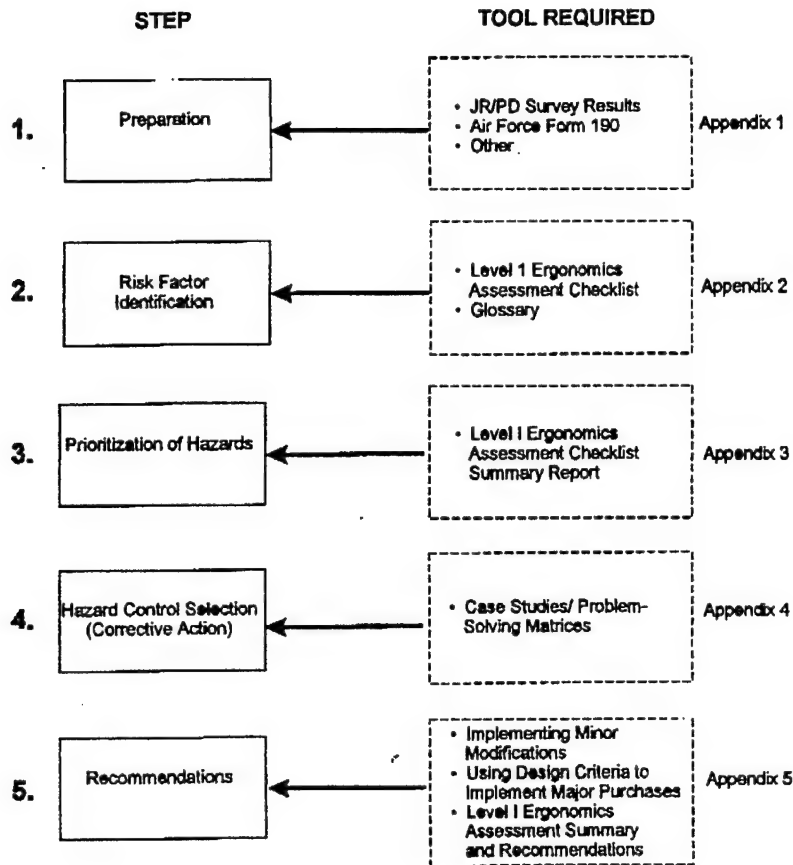 STEP
TOOL REQUIRED
1.
Preparation
• JR/PD Survey Results
• Air Force Form 190
• Other
Appendix 1
2.
Risk Factor
Identification
• Level 1 Ergonomics
Assessment Checklist
• Glossary
Appendix 2
3.
Prioritization of Hazards
• Level I Ergonomics
Assessment Checklist
Summary Report
Appendix 3
4.
Hazard Control Selection
(Corrective Action)
• Case Studies/ Problem-
Solving Matrices
Appendix 4
5.
Recommendations
• Implementing Minor
Modifications
• Using Design Criteria to
Implement Major Purchases
• Level I Ergonomics
Assessment Summary
and Recommendations
Appendix 5